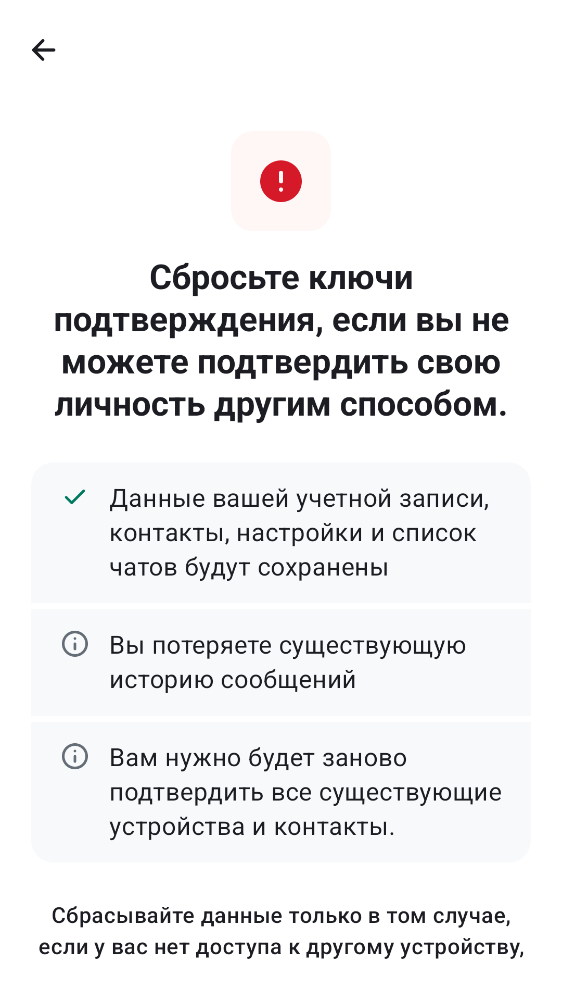 Сбросьте ключи
подтверждения, если вы не
можете подтвердить свою
личность другим способом.
Данные вашей учетной записи,
контакты, настройки и список
чатов будут сохранены
Вы потеряете существующую
историю сообщений
Вам нужно будет заново
подтвердить все существующие
устройства и контакты.
Сбрасывайте данные только в том случае,
если у вас нет доступа к другому устройству,